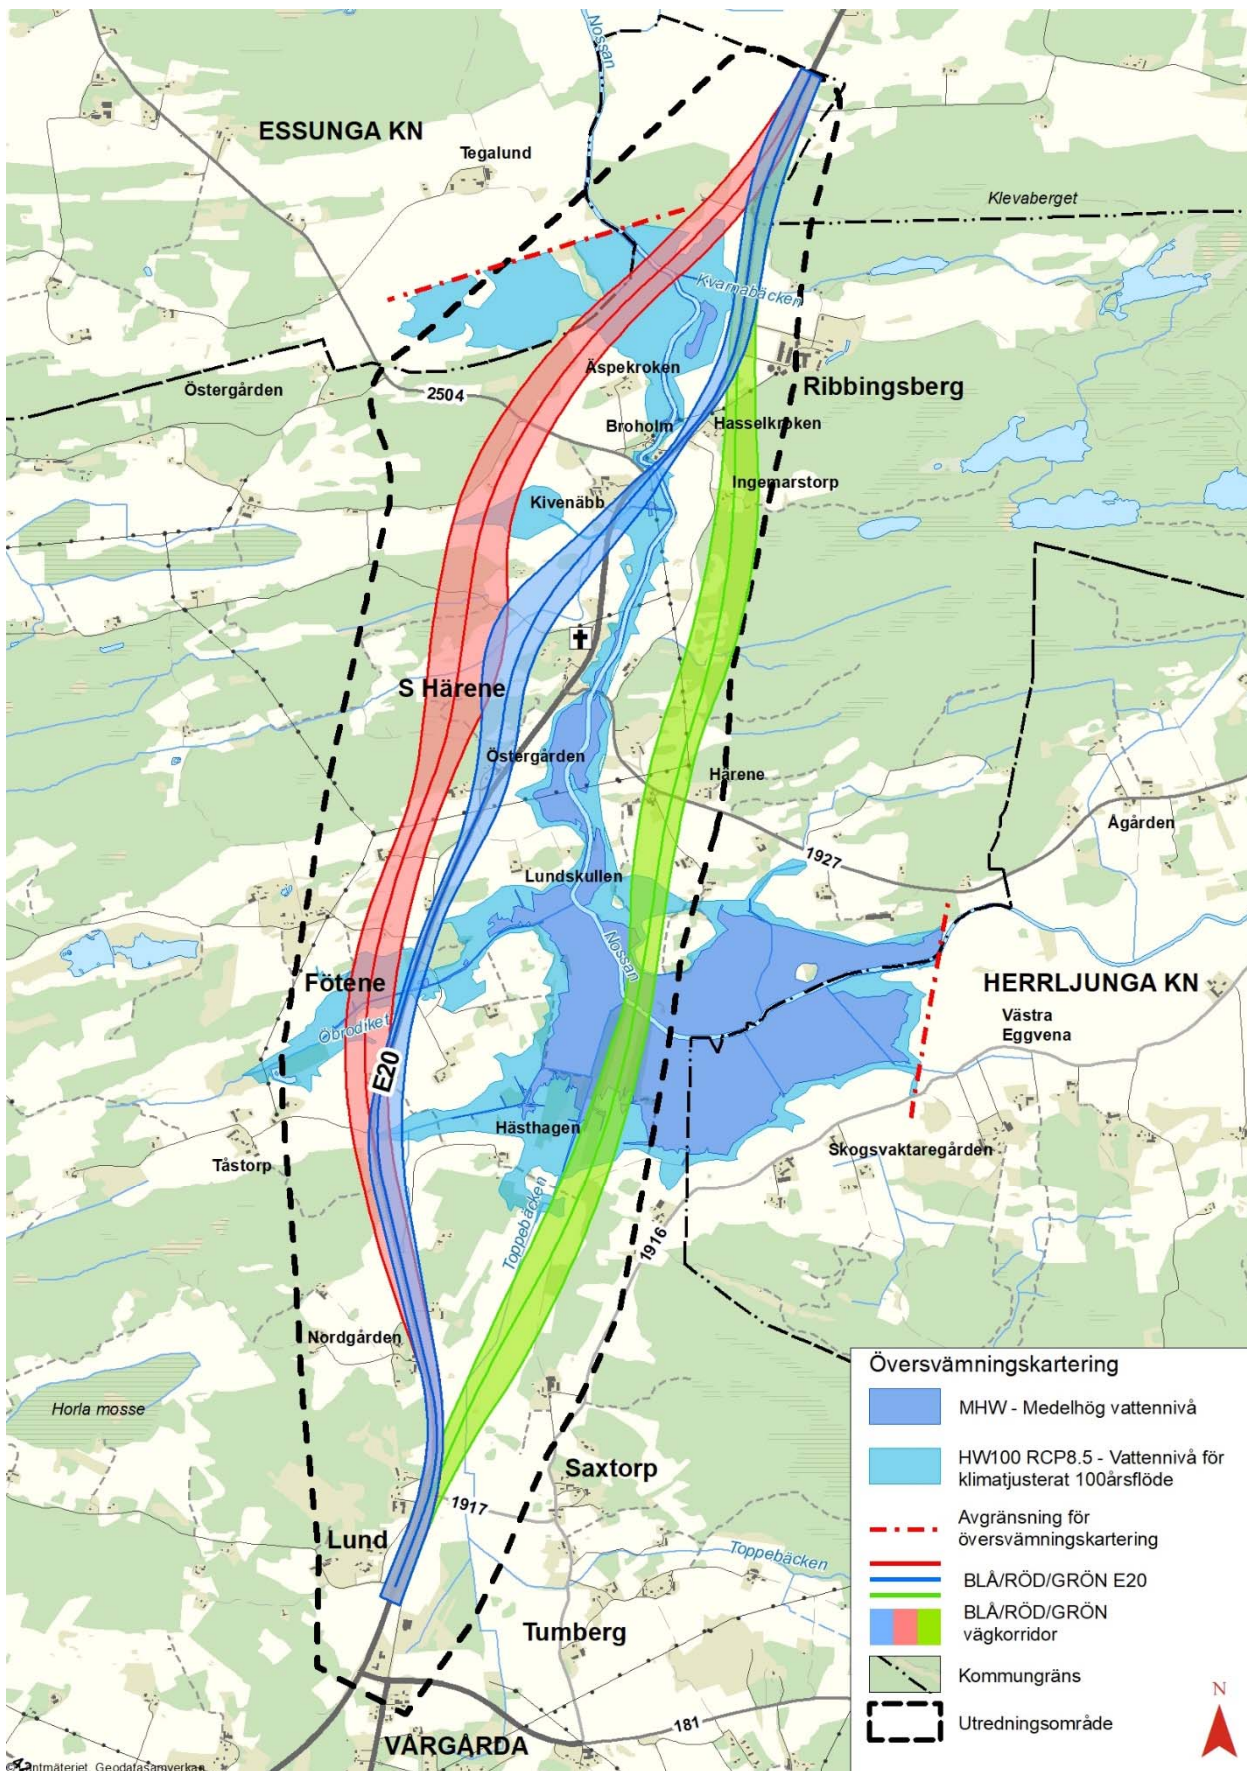 Nossan
ESSUNGA KN
Tegalund
Klevaberget
Kvarnabäcken
Östergården
2504
Äspekroken
Ribbingsberg
Broholm
Hasselkroken
Kivenäbb
Ingemarstorp
S Härene
Östergården
Härene
Ågården
1927
Lundskullen
Nossan
Fötene
HERRLJUNGA KN
Västra
Eggvena
Öbrodiket
E20
Hästhagen
Tåstorp
Skogsvaktaregården
Toppebäcken
1916
Nordgården
Horla mosse
Saxtorp
1917
Lund
Toppebäcken
Tumberg
181
VÅRGÅRDA
Översvämningskartering
MHW - Medelhög vattennivå
HW100 RCP8.5 - Vattennivå för
klimatjusterat 100årsflöde
Avgränsning för
översvämningskartering
BLÅ/RÖD/GRÖN E20
BLÅ/RÖD/GRÖN
vägkorridor
Kommungräns
Utredningsområde
N